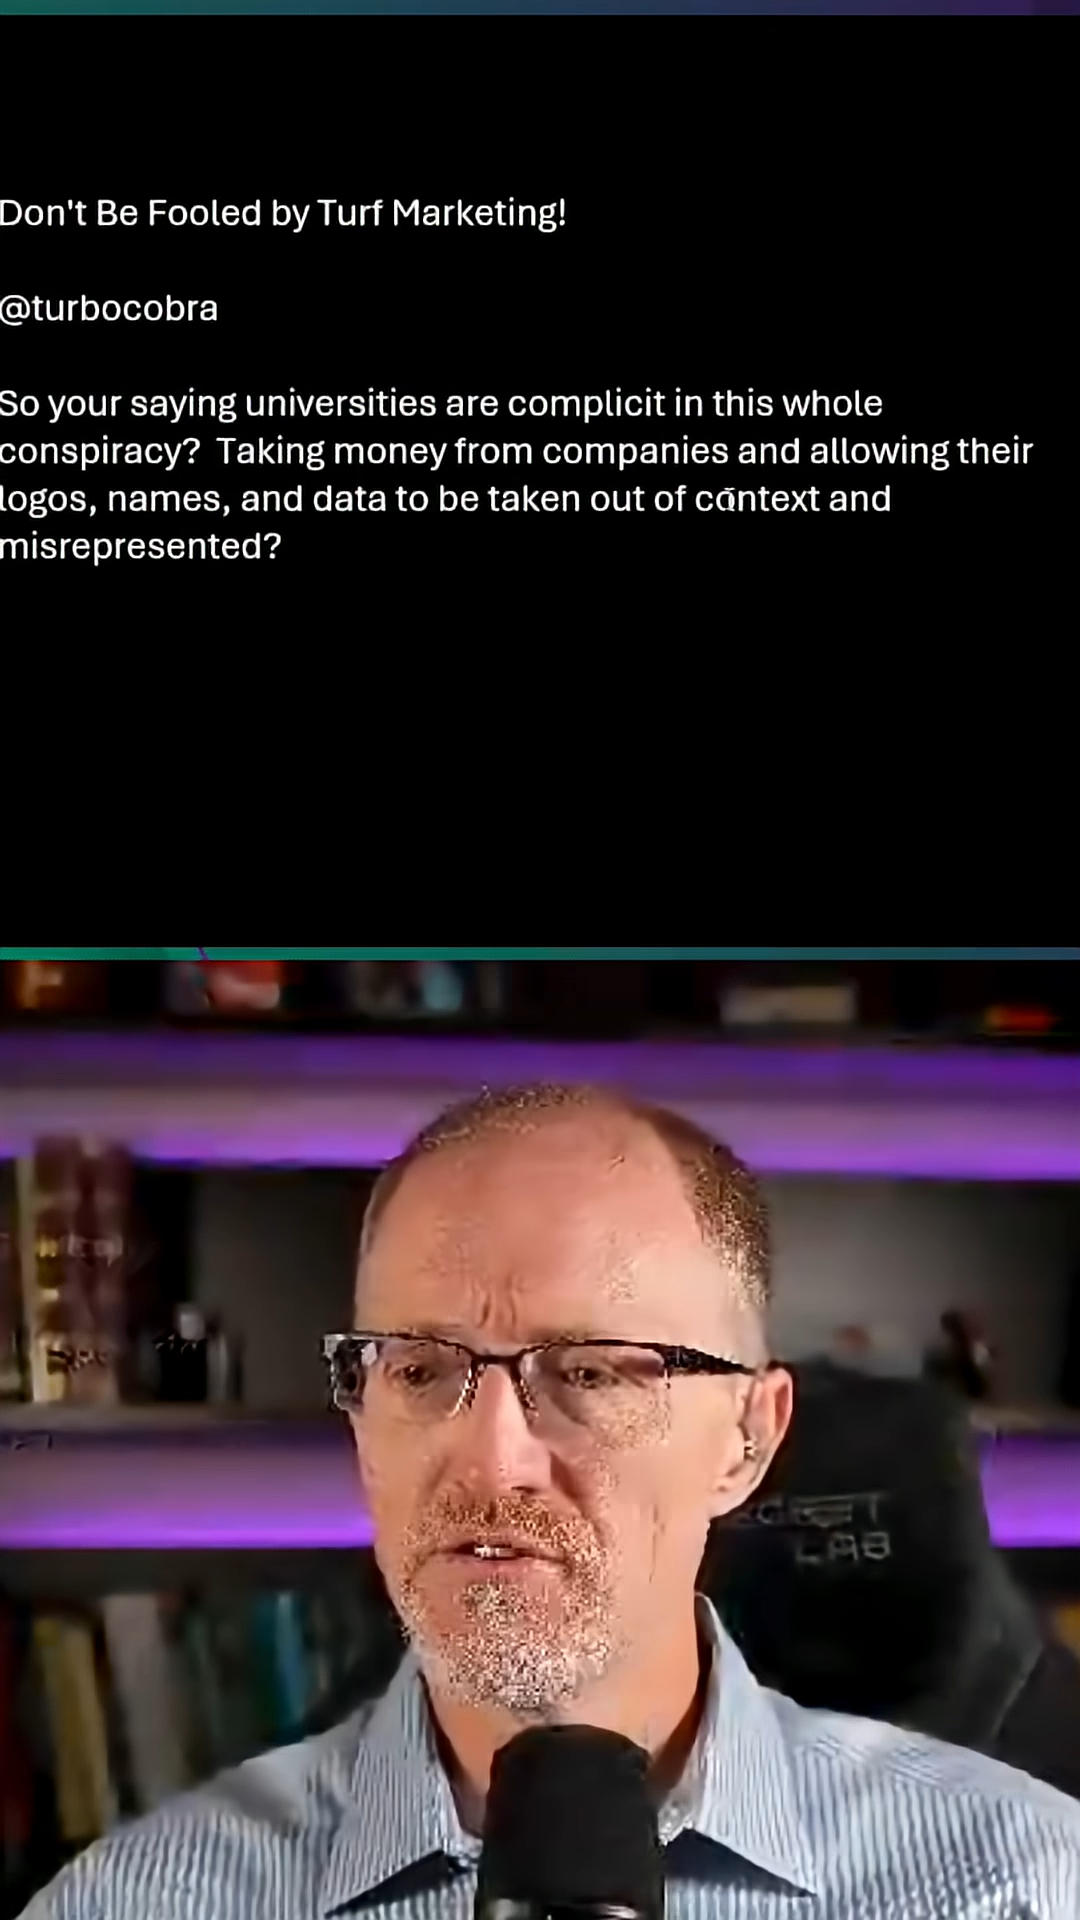 Don't Be Fooled by Turf Marketing!
@turbocobra
So your saying universities are complicit in this whole
conspiracy?  Taking money from companies and allowing their
logos, names, and data to be taken out of context and
misrepresented?
LAB